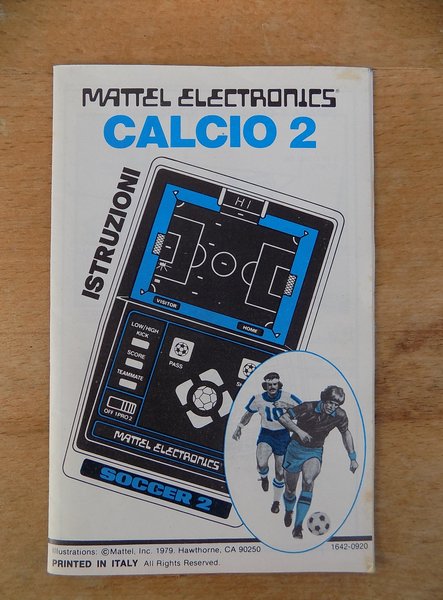 MATTEL ELECTRONICS®
CALCIO 2
ISTRUZIONI
HI
VISITOR
HOME
LOW/HIGH
KICK
SCORE
TEAMMATE
OFF 1 PRO 2
PASS
MATTEL ELECTRONICS
SOCCER 2
10
7
Illustrations: ©Mattel, Inc. 1979. Hawthorne, CA 90250
1642-0920
PRINTED IN ITALY All Rights Reserved.